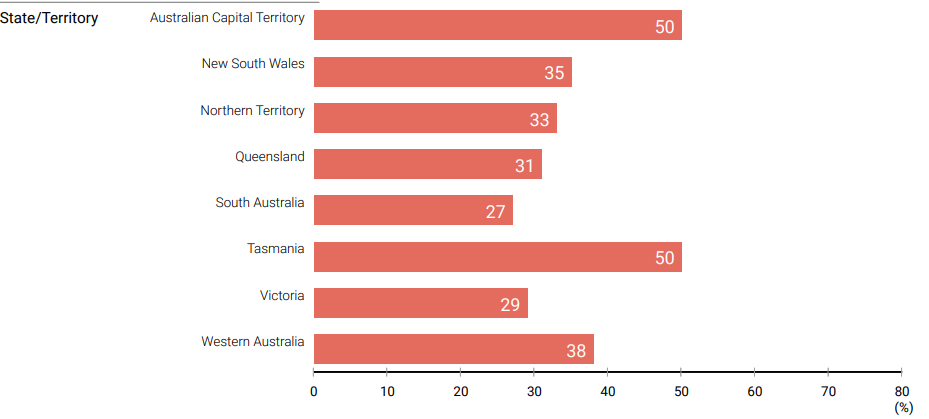 State/Territory
Australian Capital Territory
50
New South Wales
35
Northern Territory
33
Queensland
31
South Australia
27
Tasmania
50
Victoria
29
Western Australia
38
0 10 20 30 40 50 60 70 80
(%)